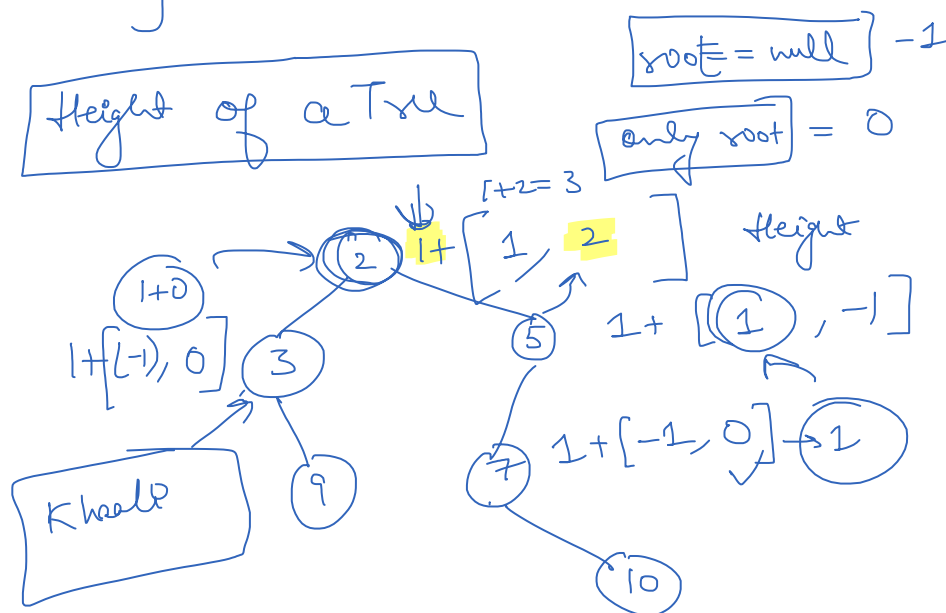 root == null] -1
Height of a Tree
only root = 0
1+2=3
2 1+ [1, 2] Height
1+0
5 1+ [1, -1]
1+[(-1), 0] 3
7 1+[-1, 0] → 1
9
Khaali
10